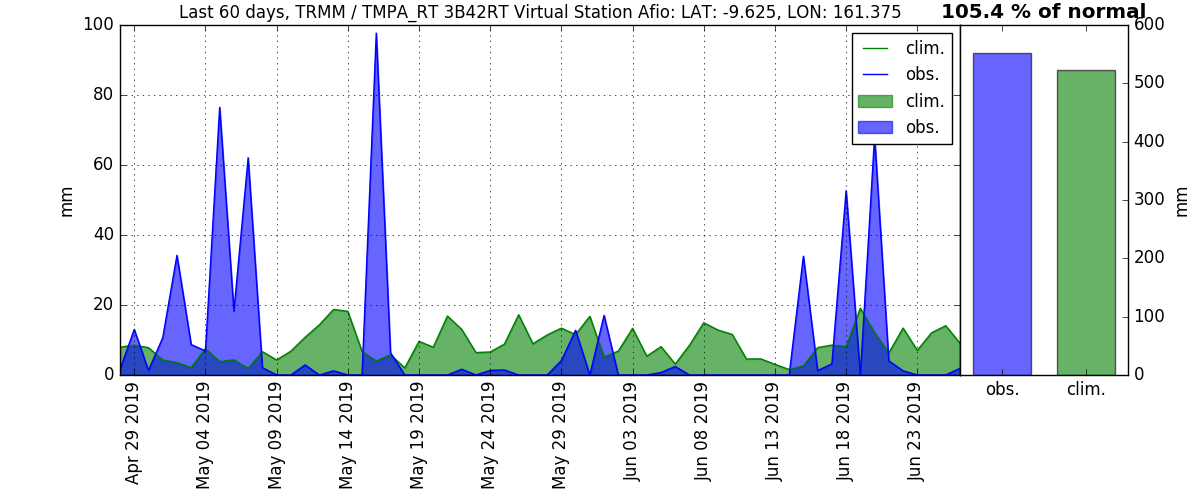 Last 60 days, TRMM / TMPA_RT 3B42RT Virtual Station Afio: LAT: -9.625, LON: 161.375
105.4 % of normal
100
80
60
40
20
0
mm
clim.
obs.
clim.
obs.
600
500
400
300
200
100
0
mm
Apr 29 2019
May 04 2019
May 09 2019
May 14 2019
May 19 2019
May 24 2019
May 29 2019
Jun 03 2019
Jun 08 2019
Jun 13 2019
Jun 18 2019
Jun 23 2019
obs.
clim.